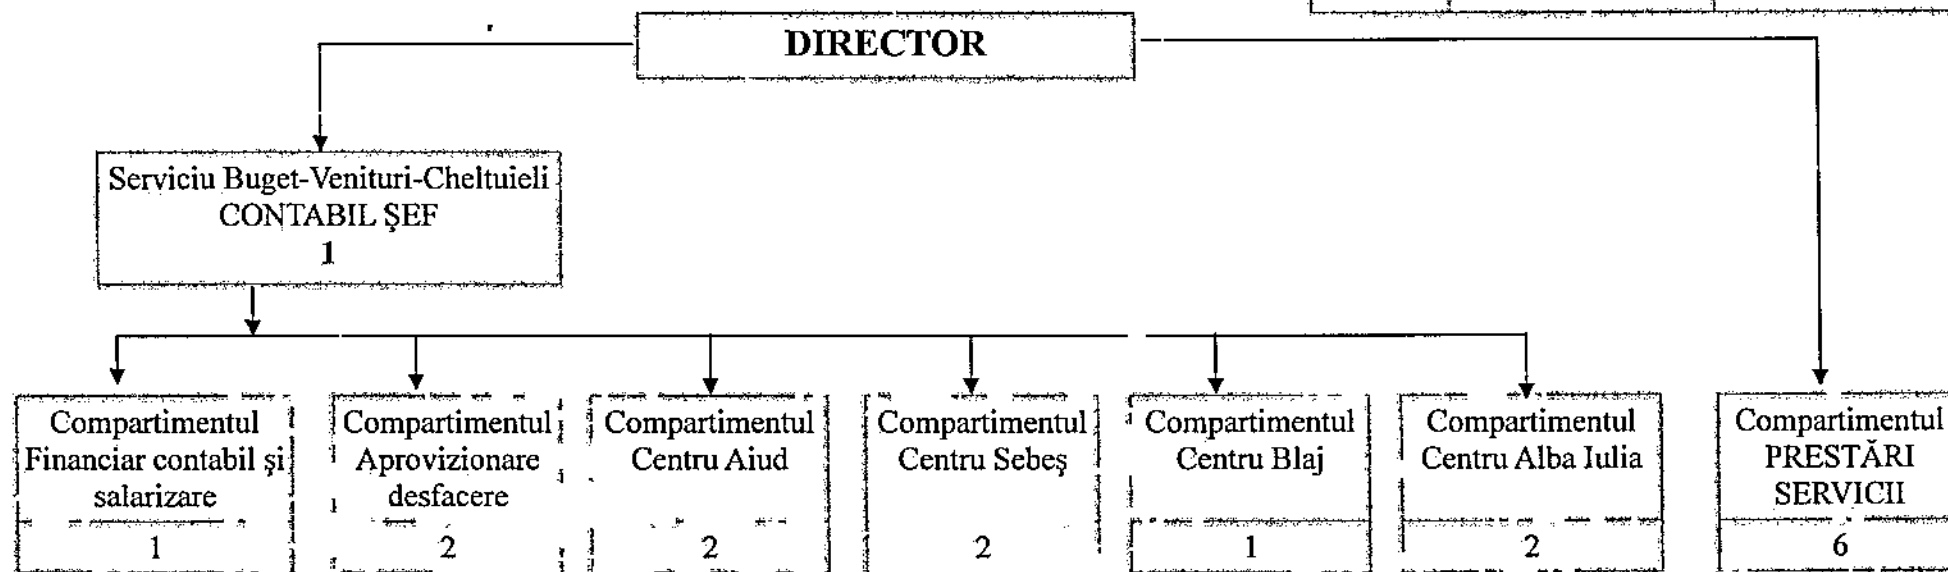 DIRECTOR
Serviciu Buget-Venituri-Cheltuieli
CONTABIL ŞEF
1
Compartimentul
Financiar contabil şi
salarizare
1
Compartimentul
Aprovizionare
desfacere
2
Compartimentul
Centru Aiud
2
Compartimentul
Centru Sebeş
2
Compartimentul
Centru Blaj
1
Compartimentul
Centru Alba Iulia
2
Compartimentul
PRESTĂRI
SERVICII
6